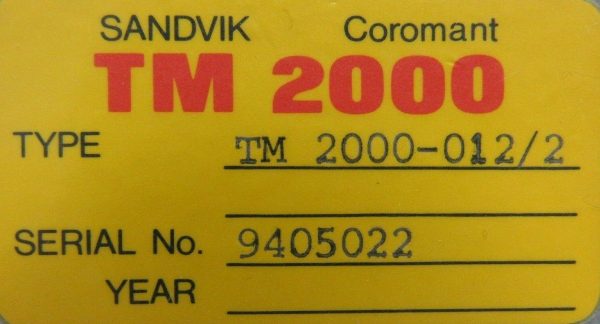 SANDVIK Coromant
TM 2000
TYPE TM 2000-012/2
SERIAL No. 9405022
YEAR